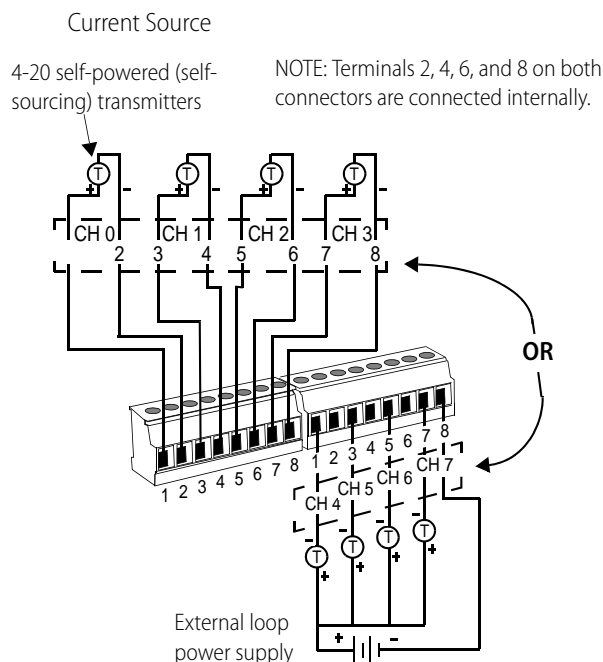 Current Source
4-20 self-powered (self-
sourcing) transmitters
NOTE: Terminals 2, 4, 6, and 8 on both
connectors are connected internally.
T T T T
+ - + - + - + -
CH 0 CH 1 CH 2 CH 3
2 3 4 5 6 7 8
OR
1 2 3 4 5 6 7 8
1 2 3 4 5 6 7 8
CH 4 CH 5 CH 6 CH 7
- - - -
T T T T
+ + + +
External loop
power supply
+ -